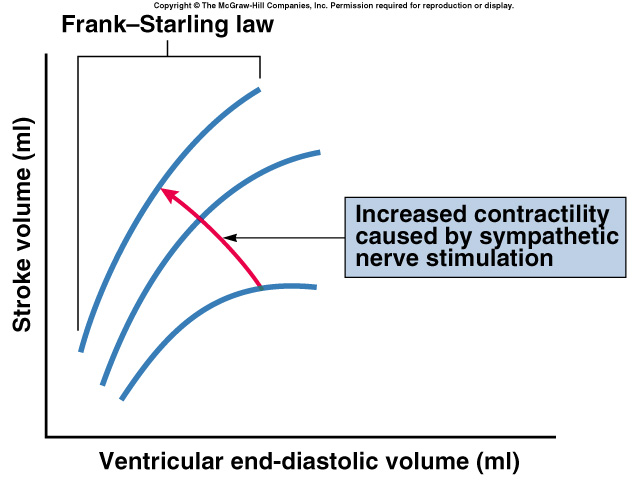 Copyright © The McGraw-Hill Companies, Inc. Permission required for reproduction or display.
Frank–Starling law
Stroke volume (ml)
Increased contractility
caused by sympathetic
nerve stimulation
Ventricular end-diastolic volume (ml)